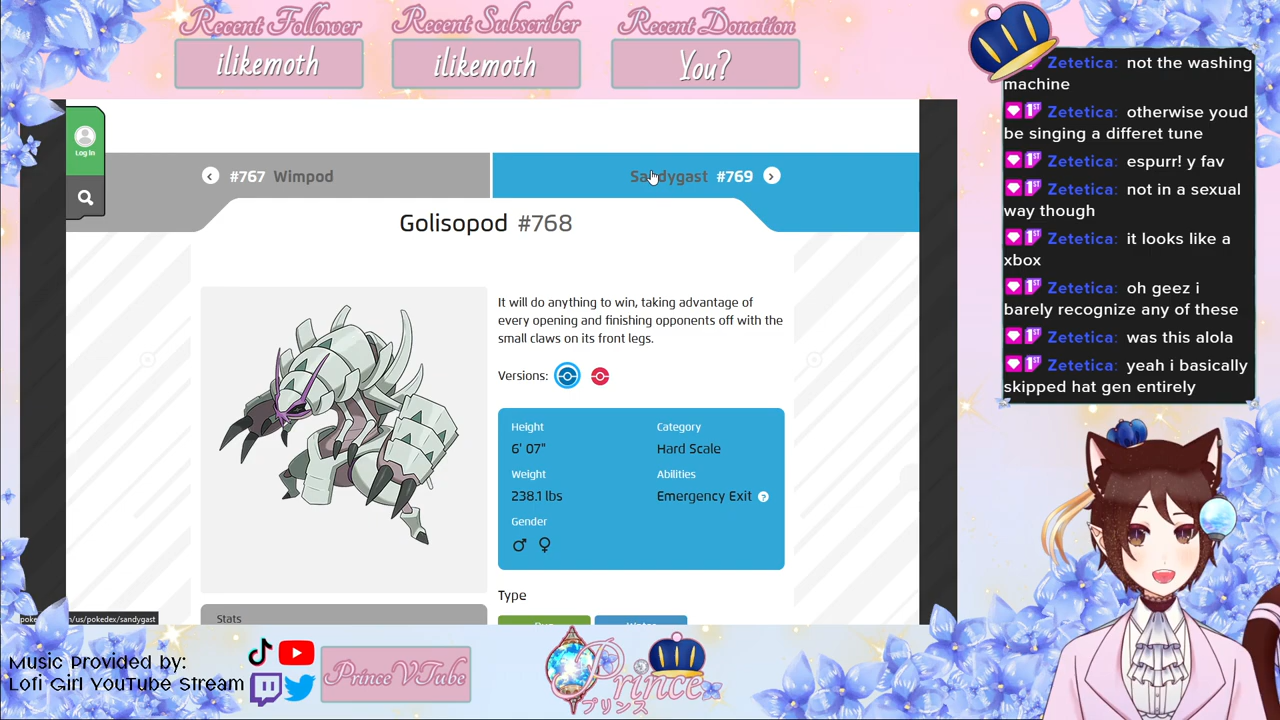 Recent Follower
ilikemoth
Recent Subscriber
ilikemoth
Recent Donation
You?
Log In
#767 Wimpod
Sandygast #769
Golisopod #768
It will do anything to win, taking advantage of
every opening and finishing opponents off with the
small claws on its front legs.
Versions:
Height
6' 07"
Category
Hard Scale
Weight
238.1 lbs
Abilities
Emergency Exit ?
Gender
Type
Stats
/us/pokedex/sandygast
Zetetica: not the washing
machine
Zetetica: otherwise youd
be singing a differet tune
Zetetica: espurr! y fav
Zetetica: not in a sexual
way though
Zetetica: it looks like a
xbox
Zetetica: oh geez i
barely recognize any of these
Zetetica: was this alola
Zetetica: yeah i basically
skipped hat gen entirely
Music Provided by:
Lofi Girl YouTube Stream
PrinceVTube
Prince
プリンス